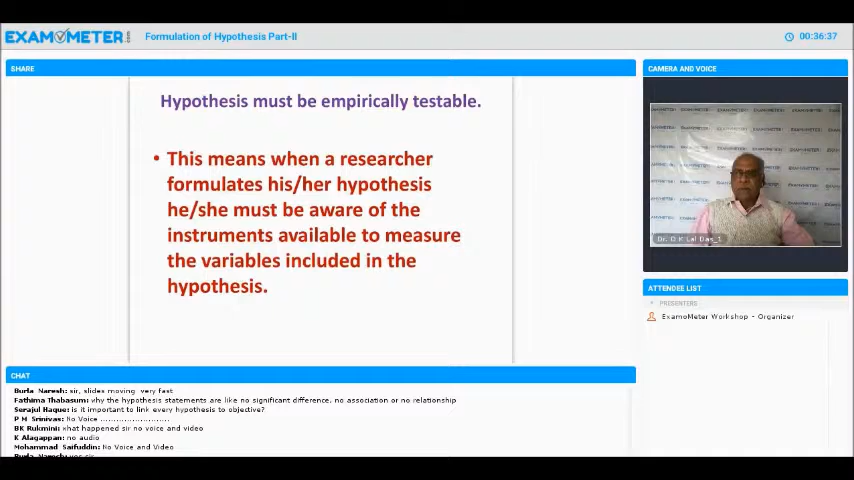 EXAMOMETER.com
Formulation of Hypothesis Part-II
00:36:37
SHARE
Hypothesis must be empirically testable.
• This means when a researcher
formulates his/her hypothesis
he/she must be aware of the
instruments available to measure
the variables included in the
hypothesis.
CAMERA AND VOICE
Dr. D K Lal Das_1
ATTENDEE LIST
PRESENTERS
ExamoMeter Workshop - Organizer
CHAT
Burla Naresh: sir, slides moving very fast
Fathima Thabasum: why the hypothesis statements are like no significant difference, no association or no relationship
Serajul Haque: is it important to link every hypothesis to objective?
P M Srinivas: No Voice ........................
BK Rukmini: what happened sir no voice and video
K Alagappan: no audio
Mohammad Saifuddin: No Voice and Video